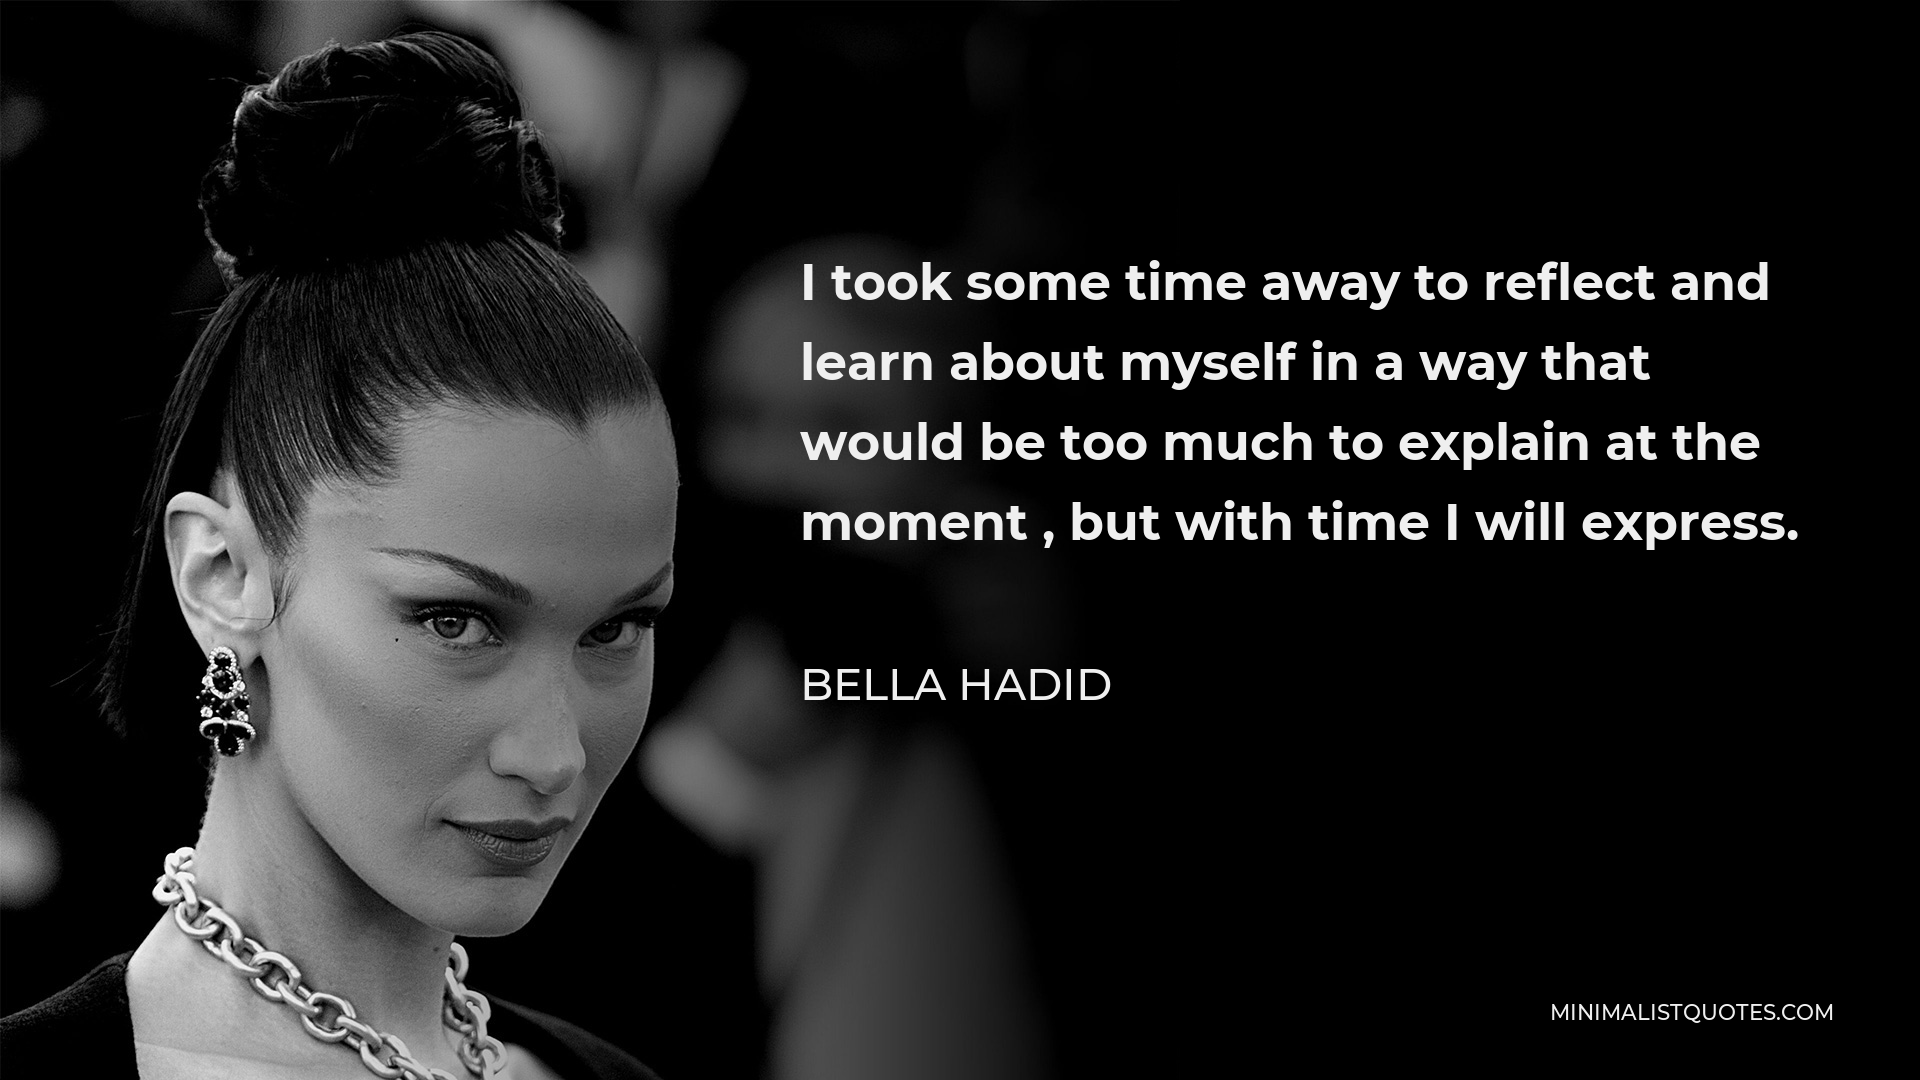 I took some time away to reflect and
learn about myself in a way that
would be too much to explain at the
moment , but with time I will express.
BELLA HADID
MINIMALISTQUOTES.COM